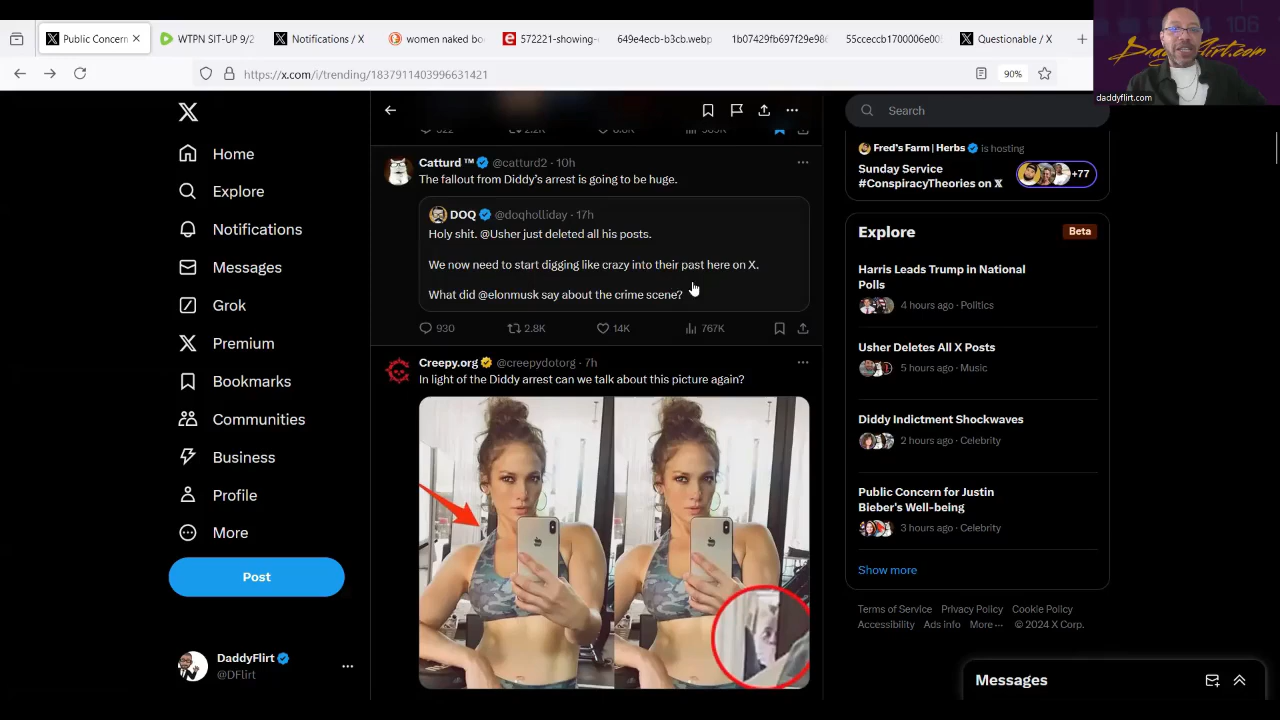 Public Concern
WTPN SIT-UP 9/2
Notifications / X
women naked
57252-showing-
649e4ecb-b3cb.webp
1b07429fb697f29e98
55cceccb1700006e00
Questionable / X
https://x.com/i/trending/1837911403996631421
90%
DaddyFlirt.com
daddyflirt.com
Home
Explore
Notifications
Messages
Grok
Premium
Bookmarks
Communities
Business
Profile
More
Post
DaddyFlirt
@DFlirt
Catturd ™ @catturd2 · 10h
The fallout from Diddy's arrest is going to be huge.
DOQ @doqholliday · 17h
Holy shit. @Usher just deleted all his posts.
We now need to start digging like crazy into their past here on X.
What did @elonmusk say about the crime scene?
930 2.8K 14K 767K
Creepy.org @creepydotorg · 7h
In light of the Diddy arrest can we talk about this picture again?
Search
Fred's Farm | Herbs is hosting
Sunday Service
#ConspiracyTheories on X
+77
Explore
Beta
Harris Leads Trump in National
Polls
4 hours ago · Politics
Usher Deletes All X Posts
5 hours ago · Music
Diddy Indictment Shockwaves
2 hours ago · Celebrity
Public Concern for Justin
Bieber's Well-being
3 hours ago · Celebrity
Show more
Terms of Service Privacy Policy Cookie Policy
Accessibility Ads info More ··· © 2024 X Corp.
Messages